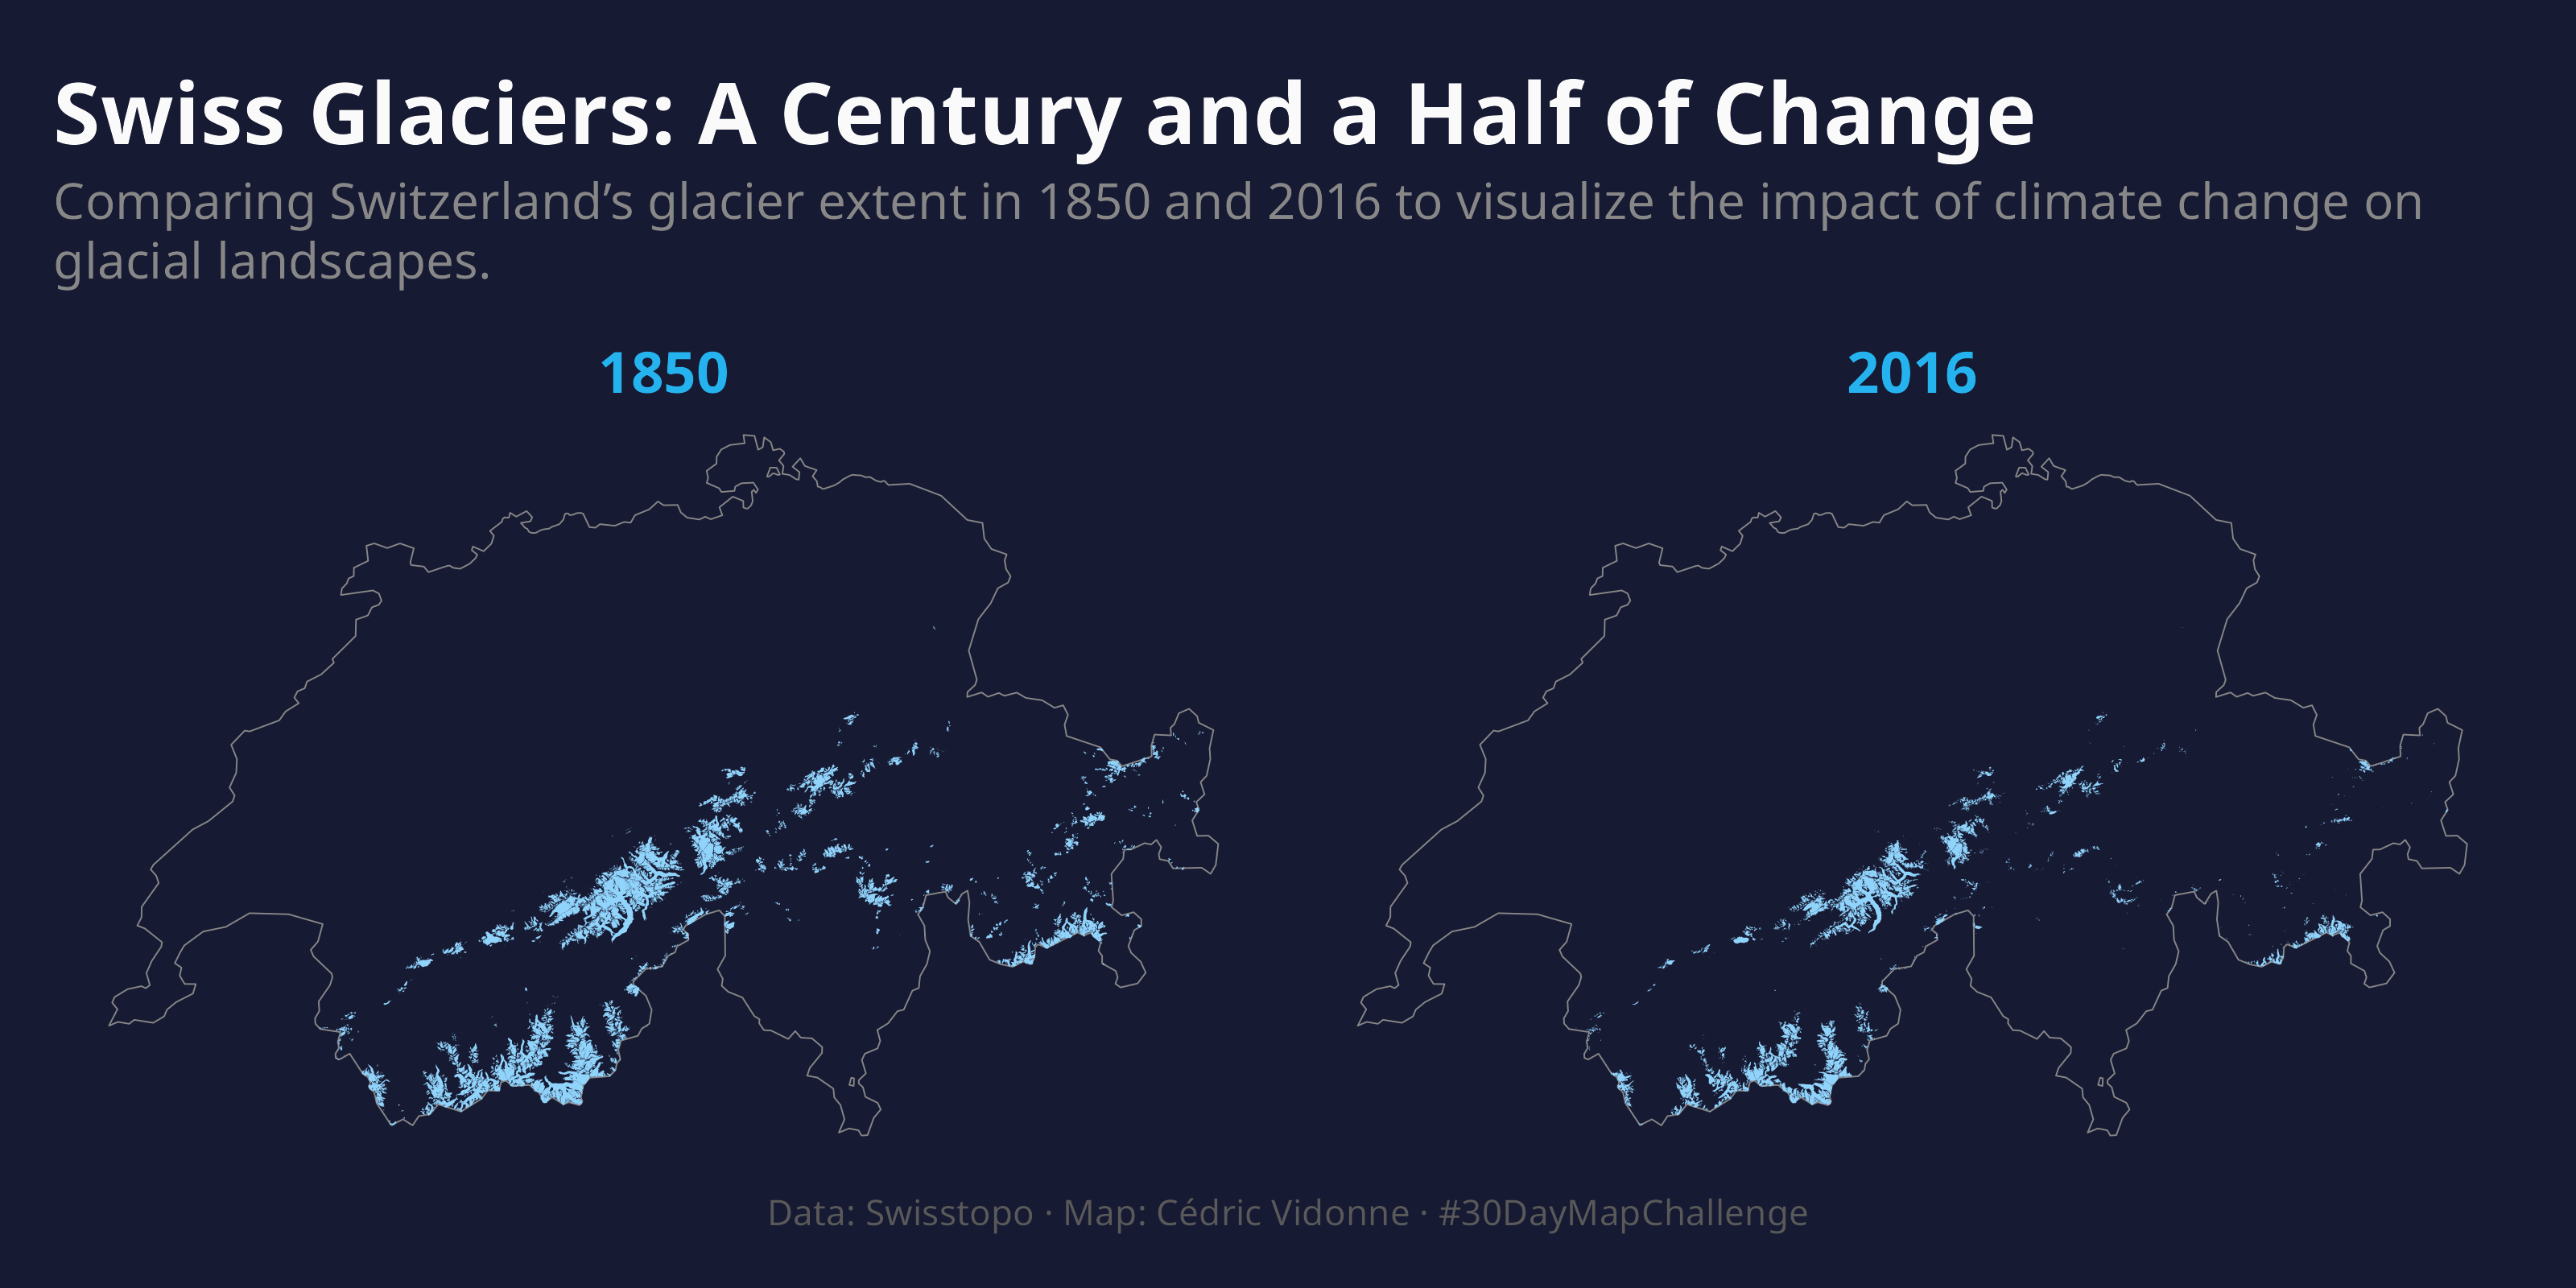 Swiss Glaciers: A Century and a Half of Change
Comparing Switzerland’s glacier extent in 1850 and 2016 to visualize the impact of climate change on
glacial landscapes.
1850
2016
Data: Swisstopo · Map: Cédric Vidonne · #30DayMapChallenge